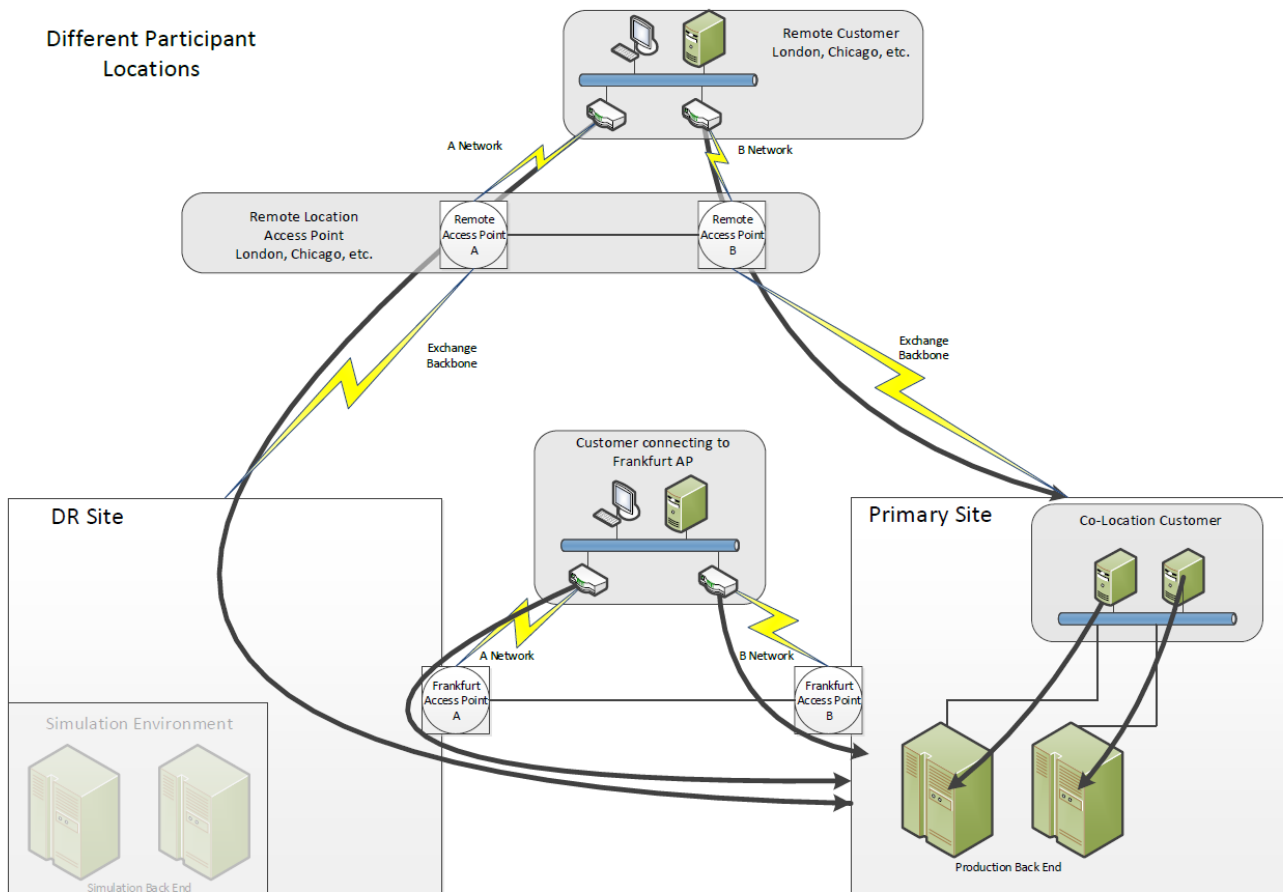 Different Participant
Locations
Remote Customer
London, Chicago, etc.
A Network
B Network
Remote Location
Access Point
London, Chicago, etc.
Remote
Access Point
A
Remote
Access Point
B
Exchange
Backbone
Exchange
Backbone
Customer connecting to
Frankfurt AP
DR Site
Primary Site
Co-Location Customer
A Network
B Network
Frankfurt
Access Point
A
Frankfurt
Access Point
B
Simulation Environment
Simulation Back End
Production Back End